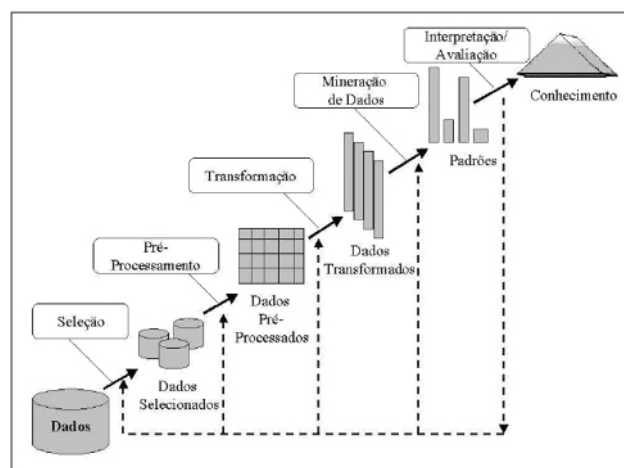 Interpretação/
Avaliação
Conhecimento
Mineração
de Dados
Padrões
Transformação
Dados
Transformados
Pré-
Processamento
Dados
Pré-
Processados
Seleção
Dados
Selecionados
Dados